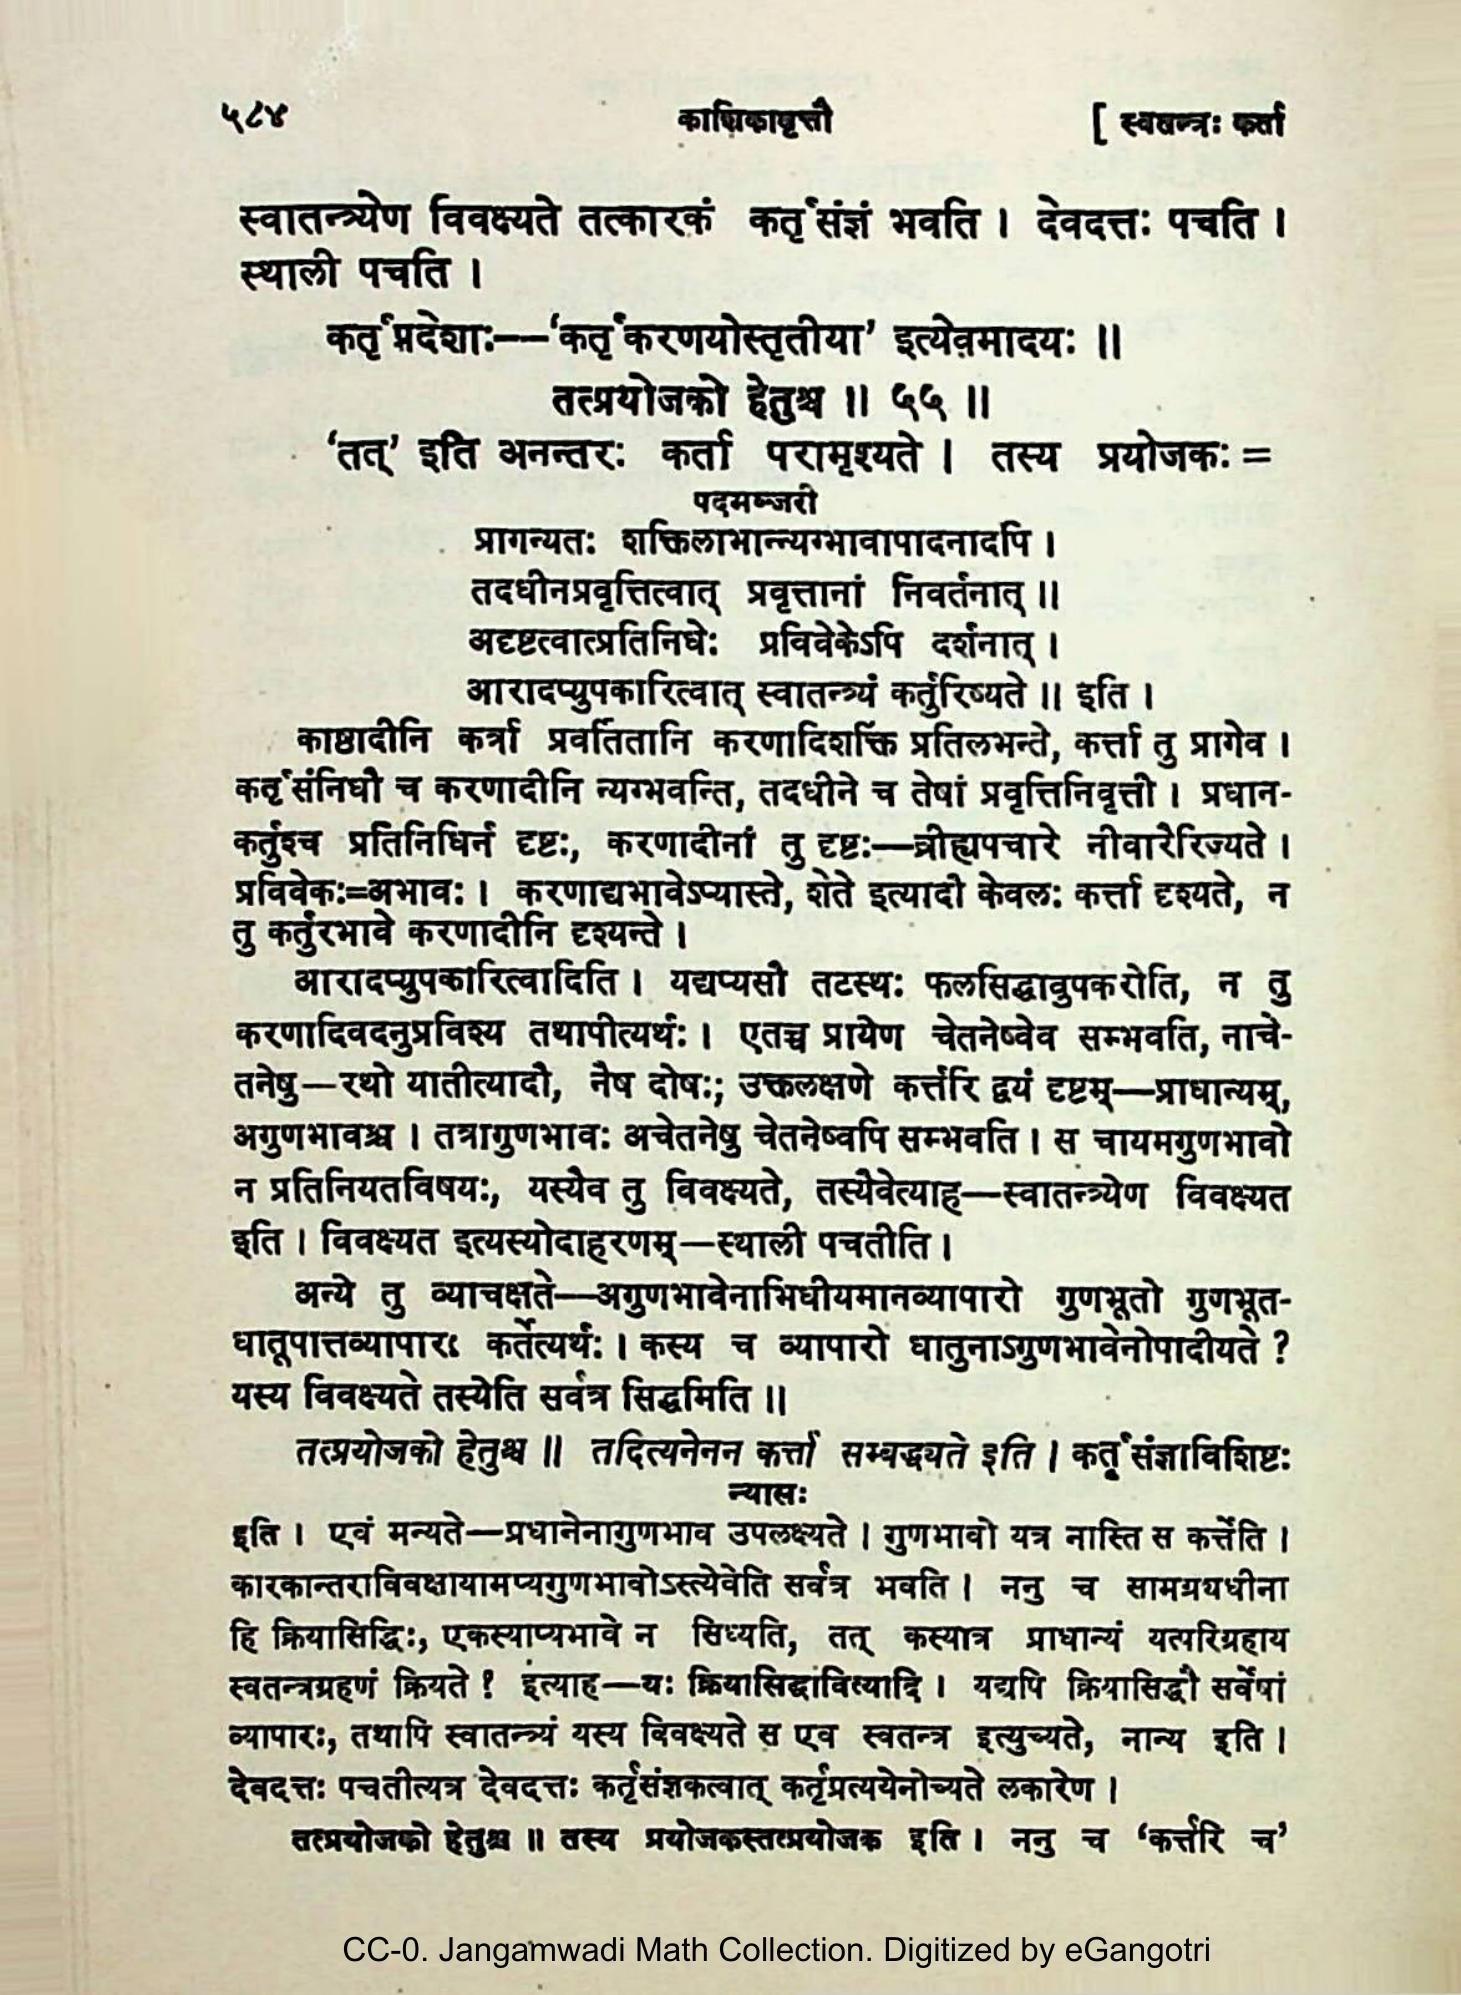 ५८४ काशिकावृत्तौ [ स्वतन्त्रः कर्ता
स्वातन्त्र्येण विवक्ष्यते तत्कारकं कर्तृसंज्ञं भवति । देवदत्तः पचति ।
स्थाली पचति ।
कर्तृप्रदेशाः—–‘कर्तृकरणयोस्तृतीया’ इत्येवमादयः ॥
तत्प्रयोजको हेतुश्च ॥ ५५ ॥
‘तत्’ इति अनन्तरः कर्ता परामृश्यते । तस्य प्रयोजकः =
पदमञ्जरी
प्रागन्यतः शक्तिलाभान्न्यग्भावापादनादपि ।
तदधीनप्रवृत्तित्वात् प्रवृत्तानां निवर्तनात् ॥
अदृष्टत्वात्प्रतिनिधेः प्रविवेकेऽपि दर्शनात् ।
आरादप्युपकारित्वात् स्वातन्त्र्यं कर्तुरिष्यते ॥ इति ।
काष्ठादीनि कर्त्रा प्रवर्तितानि करणादिशक्तिं प्रतिलभन्ते, कर्त्ता तु प्रागेव ।
कर्तृसंनिधौ च करणादीनि न्यग्भवन्ति, तदधीने च तेषां प्रवृत्तिनिवृत्ती । प्रधान-
कर्तुश्च प्रतिनिधिर्न दृष्टः, करणादीनां तु दृष्टः—व्रीह्यपचारे नीवारैरिज्यते ।
प्रविवेकः=अभावः । करणाद्यभावेऽप्यास्ते, शेते इत्यादौ केवलः कर्त्ता दृश्यते, न
तु कर्तुरभावे करणादीनि दृश्यन्ते ।
आरादप्युपकारित्वादिति । यद्यप्यसौ तटस्थः फलसिद्धावुपकरोति, न तु
करणादिवदनुप्रविश्य तथापीत्यर्थः । एतच्च प्रायेण चेतनेष्वेव सम्भवति, नाचे-
तनेषु—रथो यातीत्यादौ, नैष दोषः; उक्तलक्षणे कर्त्तरि द्वयं दृष्टम्—प्राधान्यम्,
अगुणभावश्च । तत्रागुणभावः अचेतनेषु चेतनेष्वपि सम्भवति । स चायमगुणभावो
न प्रतिनियतविषयः, यस्यैव तु विवक्ष्यते, तस्यैवेत्याह—स्वातन्त्र्येण विवक्ष्यत
इति । विवक्ष्यत इत्यस्योदाहरणम्—स्थाली पचतीति ।
अन्ये तु व्याचक्षते—अगुणभावेनाभिधीयमानव्यापारो गुणभूतो गुणभूत-
धातूपात्तव्यापारः कर्तेत्यर्थः । कस्य च व्यापारो धातुनाऽगुणभावेनोपादीयते ?
यस्य विवक्ष्यते तस्येति सर्वत्र सिद्धमिति ॥
तत्प्रयोजको हेतुश्च ॥ तदित्यनेनन कर्त्ता सम्बद्ध्यते इति । कर्तृसंज्ञाविशिष्टः
न्यासः
इति । एवं मन्यते—प्रधानेनागुणभाव उपलक्ष्यते । गुणभावो यत्र नास्ति स कर्त्तेति ।
कारकान्तराविवक्षायामप्यगुणभावोऽस्त्येवेति सर्वत्र भवति । ननु च सामग्र्यधीना
हि क्रियासिद्धिः, एकस्याप्यभावे न सिध्यति, तत् कस्यात्र प्राधान्यं यत्परिग्रहाय
स्वतन्त्रग्रहणं क्रियते ? इत्याह—यः क्रियासिद्धावित्यादि । यद्यपि क्रियासिद्धौ सर्वेषां
व्यापारः, तथापि स्वातन्त्र्यं यस्य विवक्ष्यते स एव स्वतन्त्र इत्युच्यते, नान्य इति ।
देवदत्तः पचतीत्यत्र देवदत्तः कर्तृसंज्ञकत्वात् कर्तृप्रत्ययेनोच्यते लकारेण ।
तत्प्रयोजको हेतुश्च ॥ तस्य प्रयोजकस्तत्प्रयोजक इति । ननु च ‘कर्त्तरि च’
CC-0. Jangamwadi Math Collection. Digitized by eGangotri